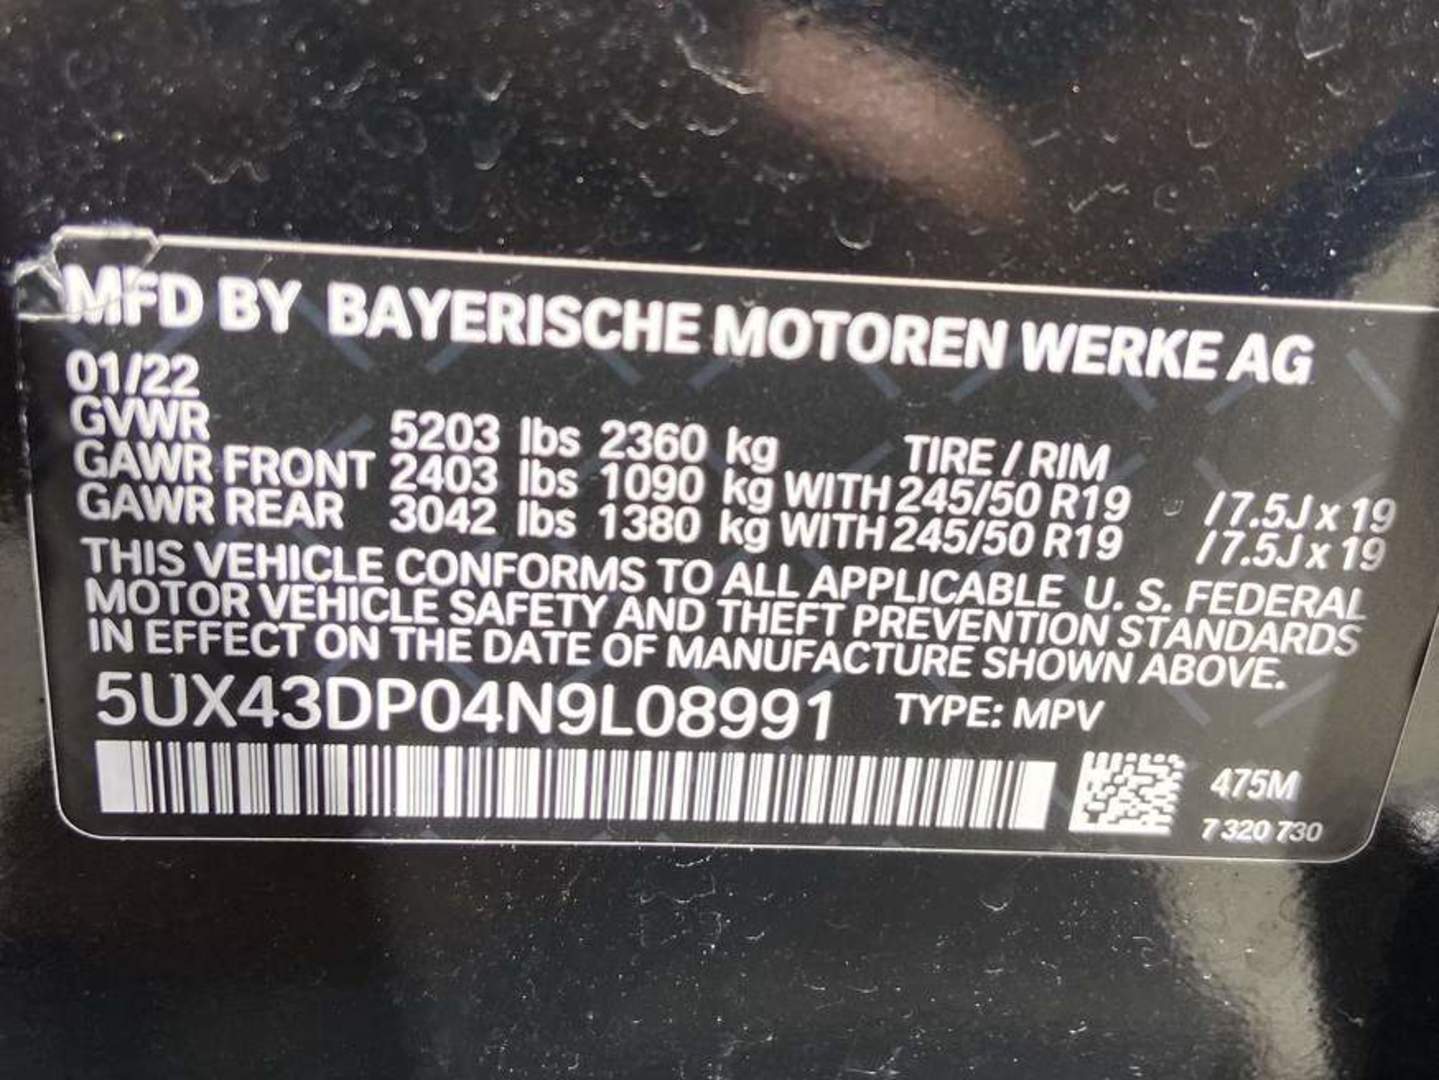 MFD BY BAYERISCHE MOTOREN WERKE AG
01/22
GVWR 5203 lbs 2360 kg TIRE / RIM
GAWR FRONT 2403 lbs 1090 kg WITH 245/50 R19 / 7.5J x 19
GAWR REAR 3042 lbs 1380 kg WITH 245/50 R19 / 7.5J x 19
THIS VEHICLE CONFORMS TO ALL APPLICABLE U. S. FEDERAL
MOTOR VEHICLE SAFETY AND THEFT PREVENTION STANDARDS
IN EFFECT ON THE DATE OF MANUFACTURE SHOWN ABOVE.
5UX43DP04N9L08991 TYPE: MPV
475M
7 320 730